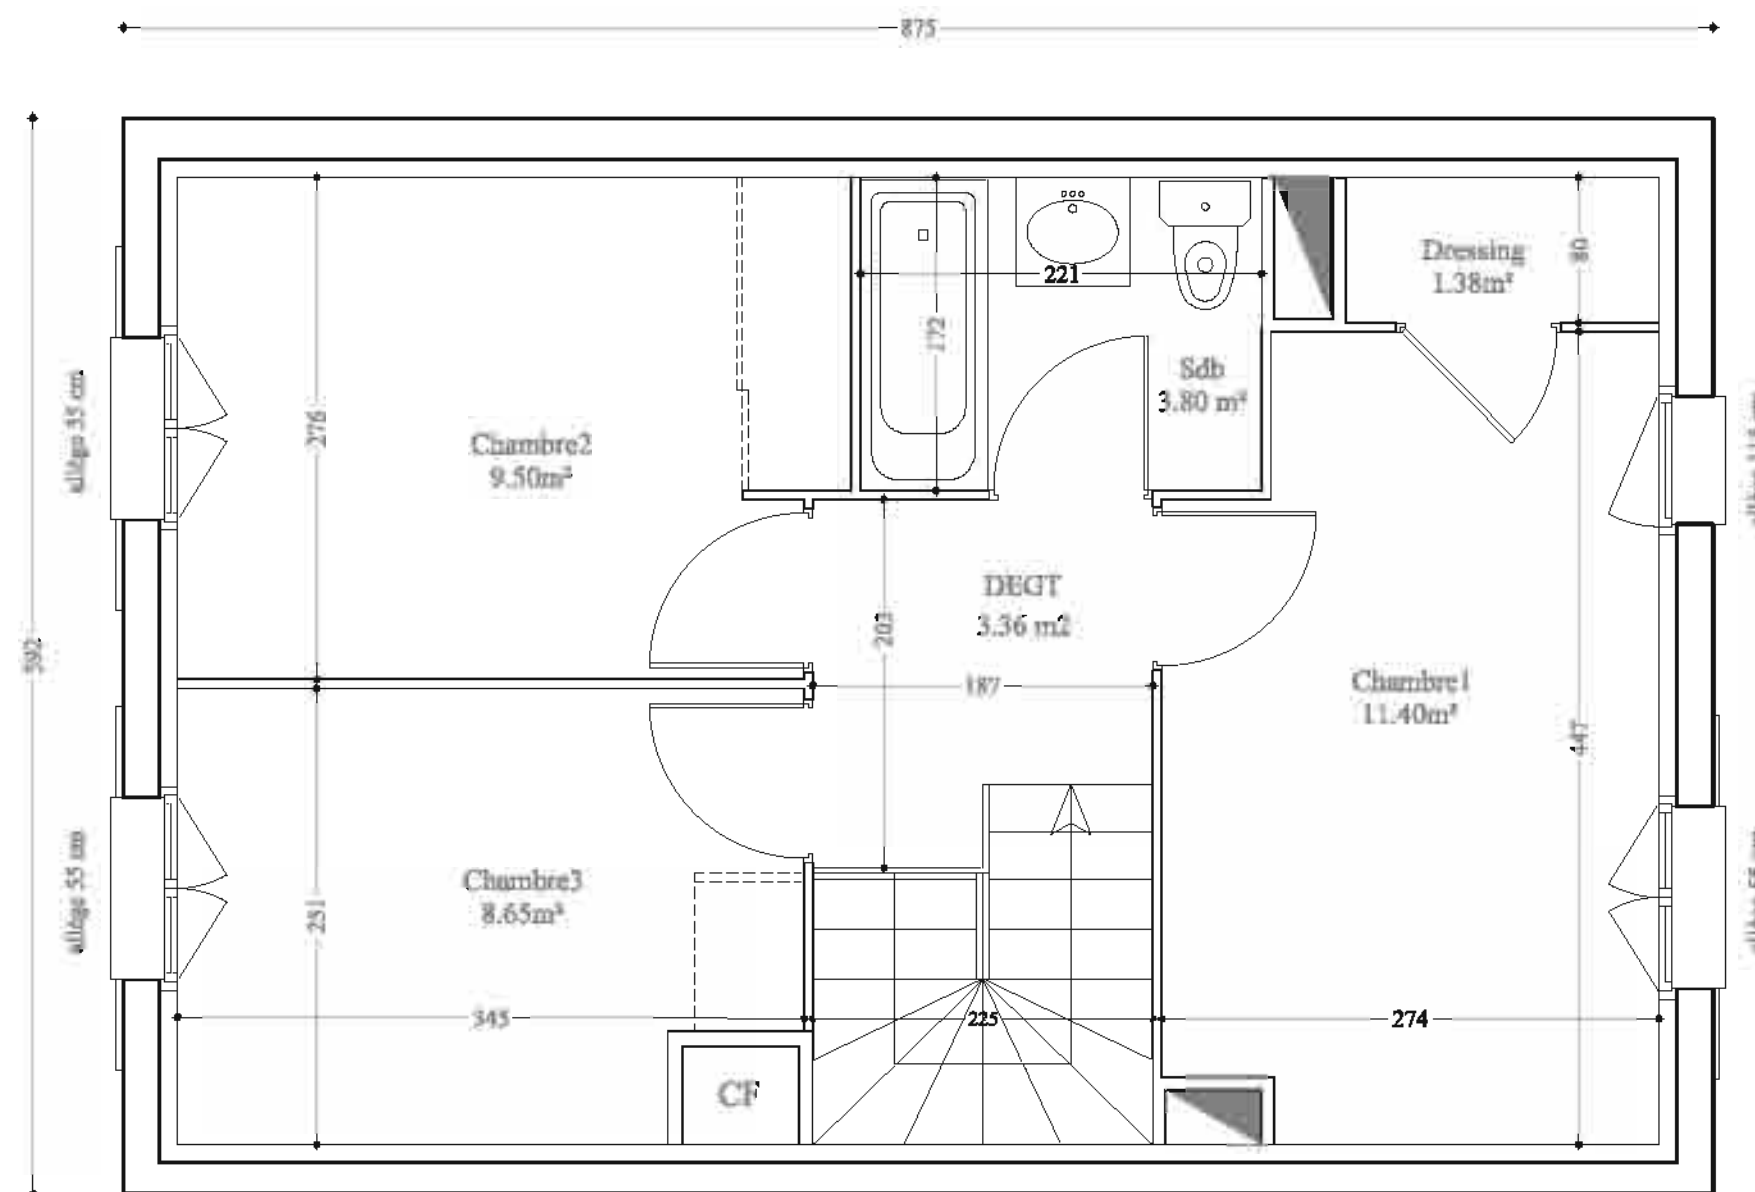 875
592
Dressing
1.38m²
80
221
172
Sdb
3.80 m²
allège 55 cm
276
Chambre2
9.50m²
DEGT
3.36 m2
203
187
Chambre1
11.40m²
447
allège 55 cm
Chambre3
8.65m²
251
345
225
274
CF